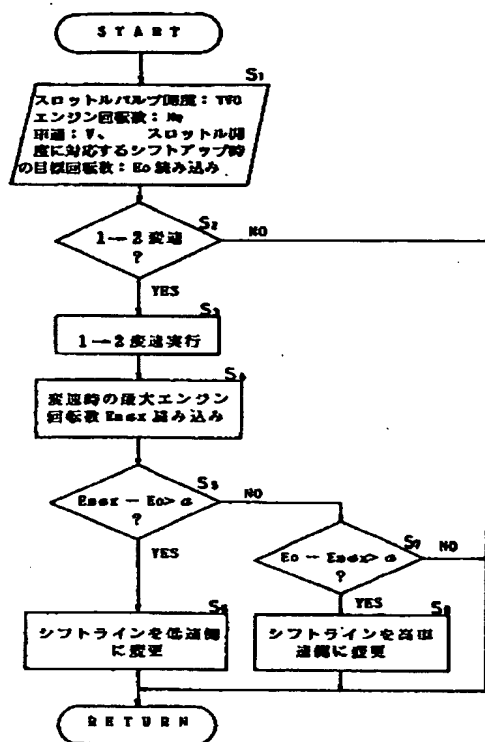 START
S1
スロットルバルブ開度：TVO
エンジン回転数：Ne
車速：V、　スロットル開
度に対応するシフトアップ時
の目標回転数：Eo 読み込み
S2
1→2 変速
?
NO
YES
S3
1→2 変速実行
S4
変速時の最大エンジン
回転数 Emax 読み込み
S5
Emax － Eo > α
?
NO
YES
S7
Eo － Emax > α
?
NO
YES
S6
シフトラインを低速側
に変更
S8
シフトラインを高車
速側に変更
RETURN